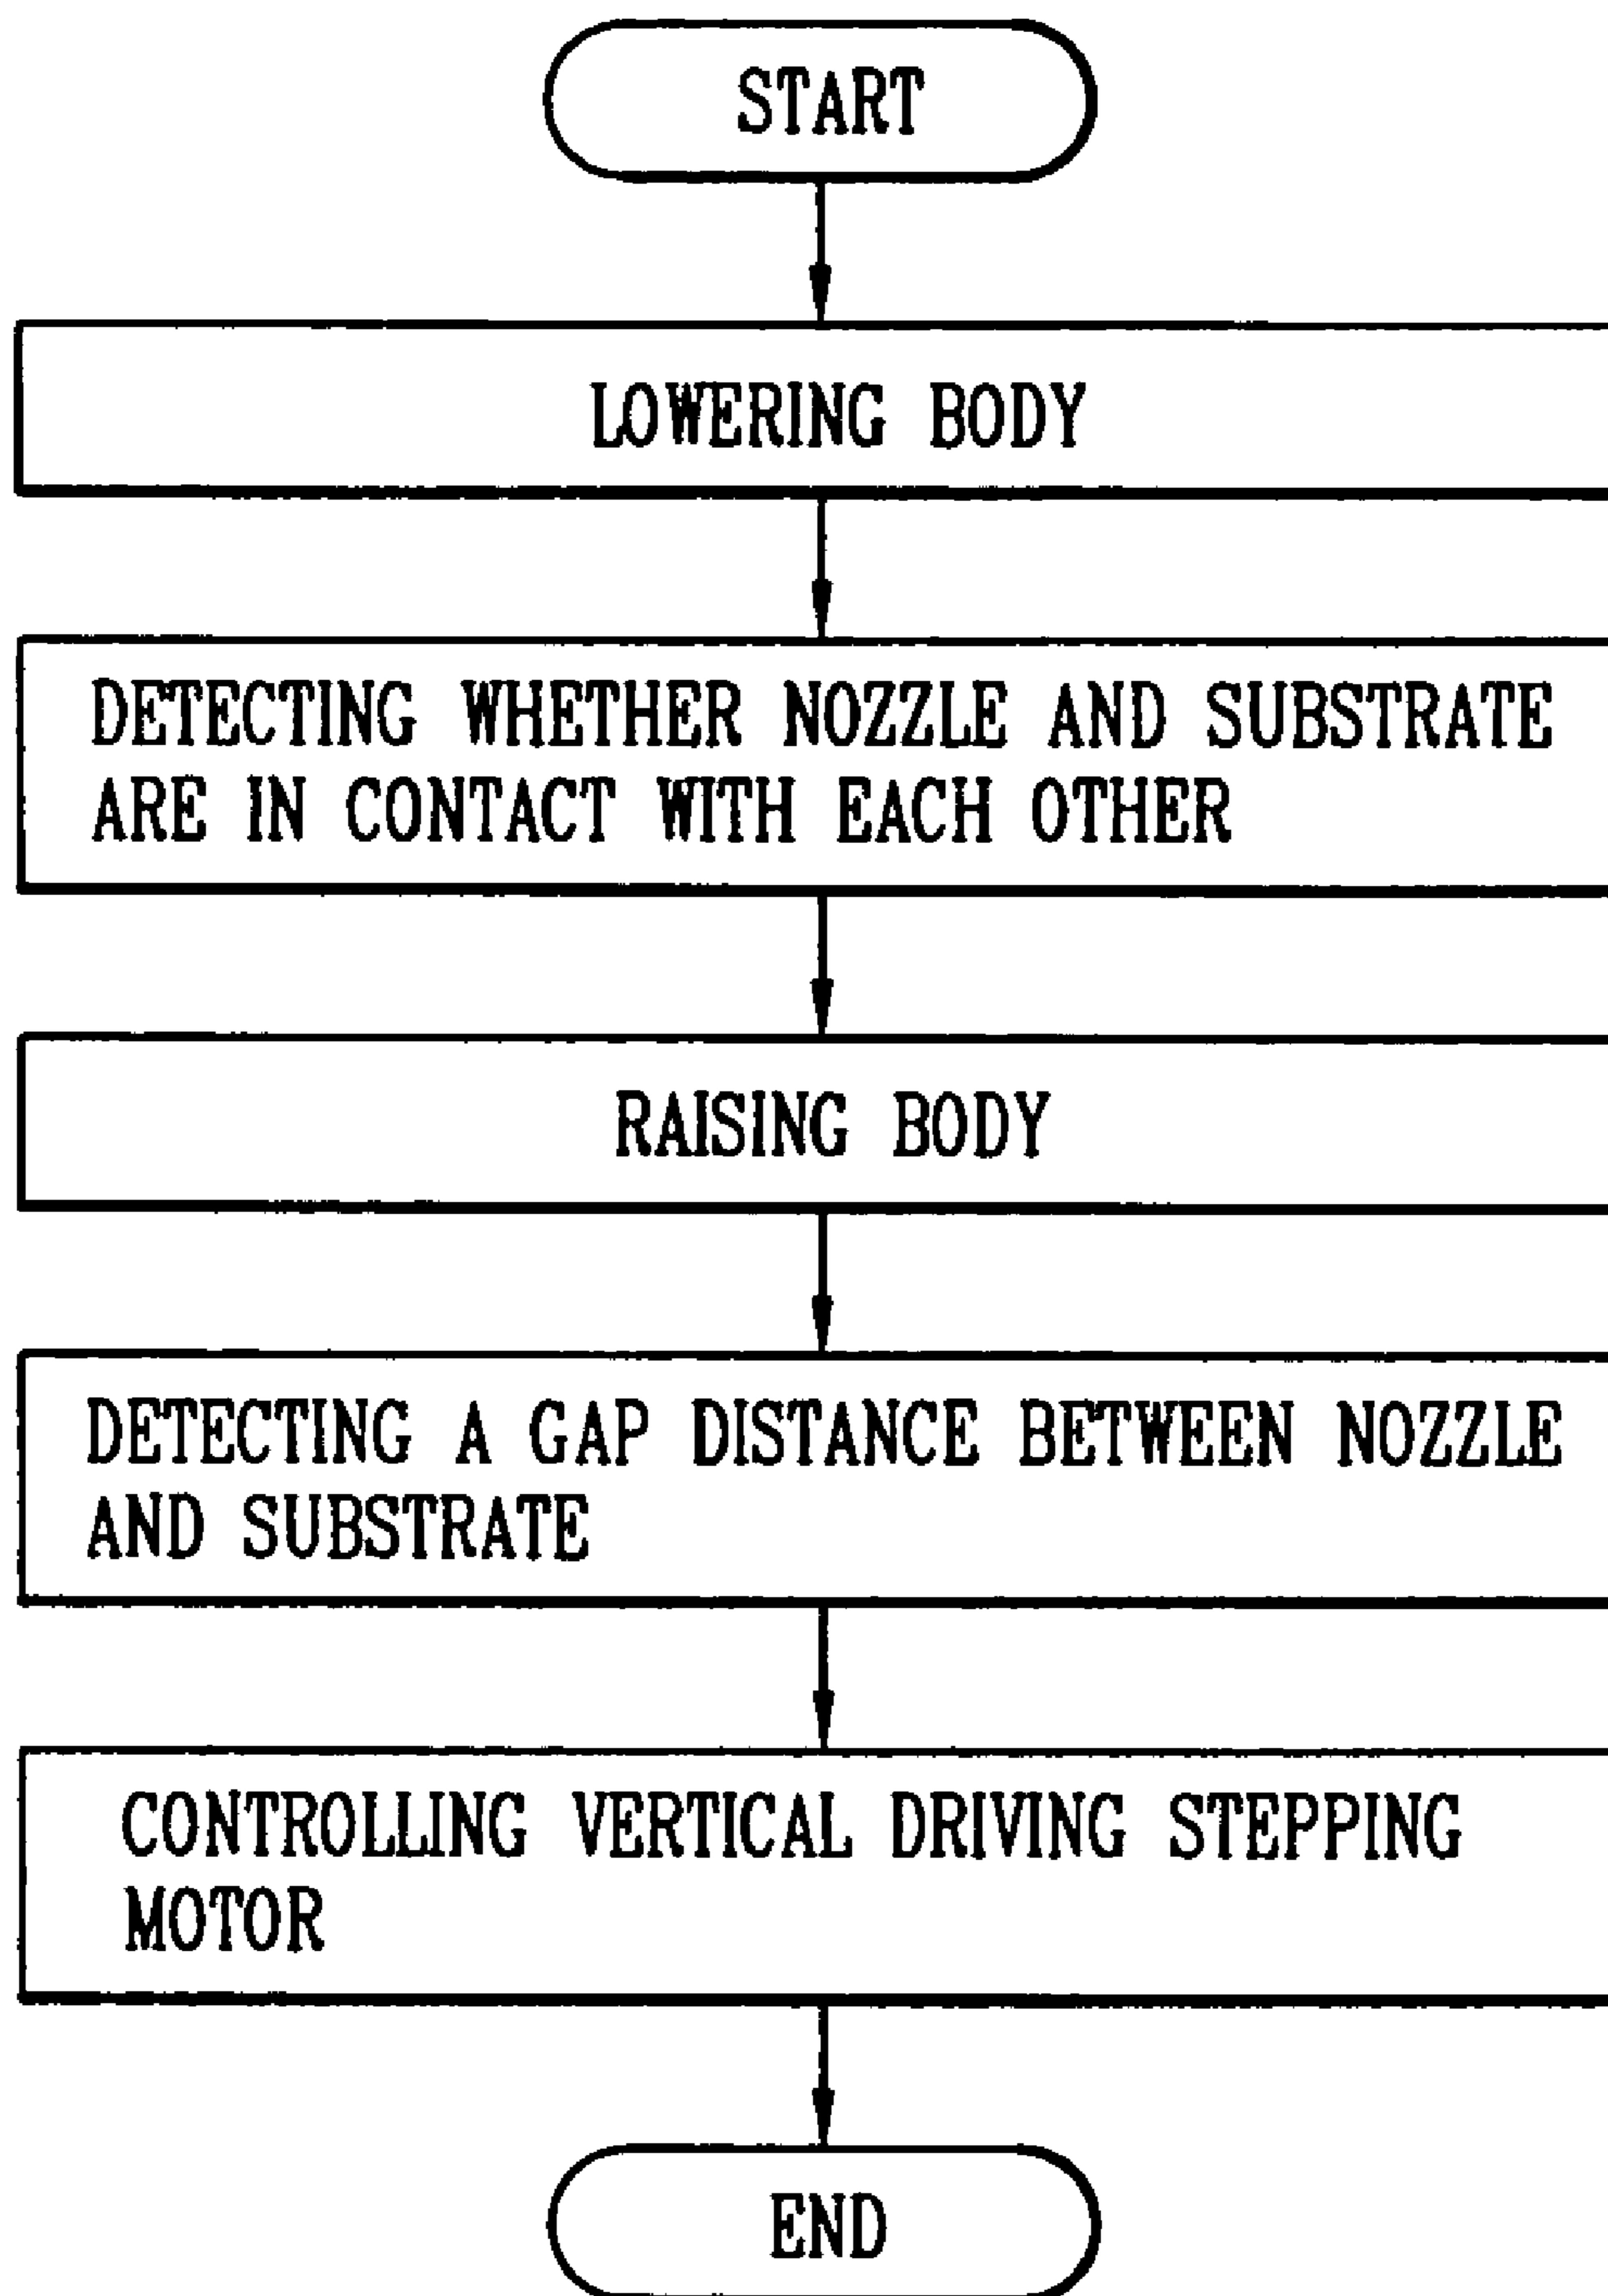 START
LOWERING BODY
DETECTING WHETHER NOZZLE AND SUBSTRATE
ARE IN CONTACT WITH EACH OTHER
RAISING BODY
DETECTING A GAP DISTANCE BETWEEN NOZZLE
AND SUBSTRATE
CONTROLLING VERTICAL DRIVING STEPPING
MOTOR
END